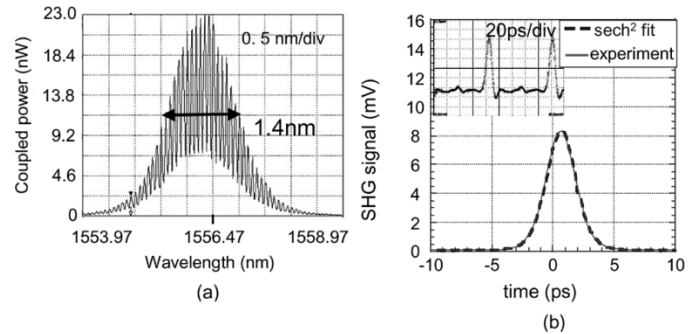 (a)
23.0
18.4
13.8
9.2
4.6
0
Coupled power (nW)
0. 5 nm/div
1.4nm
1553.97 1556.47 1558.97
Wavelength (nm)
(a)
(b)
16
14
12
10
8
6
4
2
0
SHG signal (mV)
20ps/div
sech² fit
experiment
-10 -5 0 5 10
time (ps)
(b)